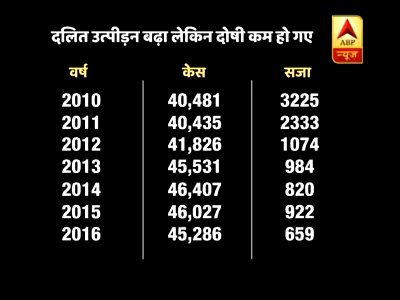 दलित उत्पीड़न बढ़ा लेकिन दोषी कम हो गए
abp
न्यूज़
वर्ष केस सजा
2010 40,481 3225
2011 40,435 2333
2012 41,826 1074
2013 45,531 984
2014 46,407 820
2015 46,027 922
2016 45,286 659